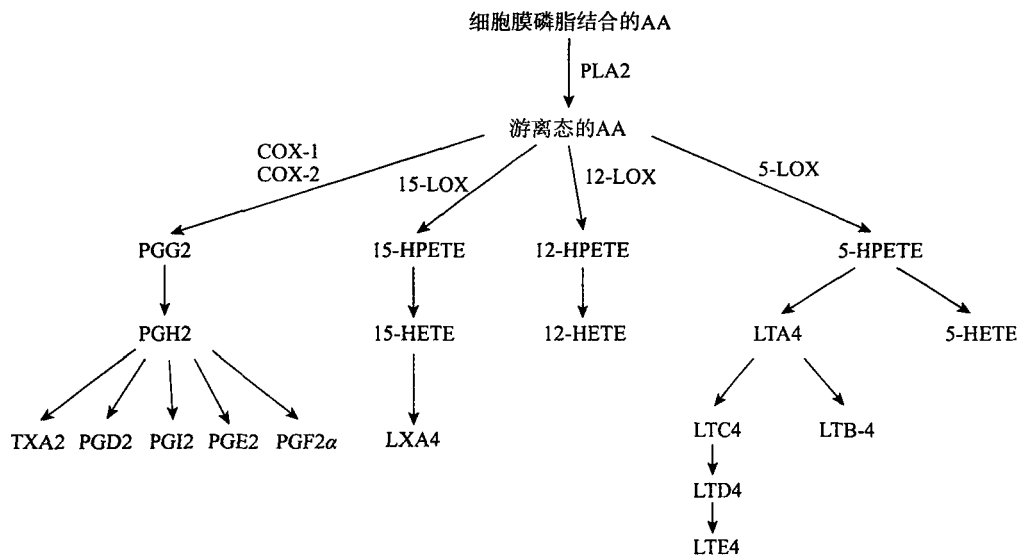 细胞膜磷脂结合的AA
PLA2
游离态的AA
COX-1
COX-2
15-LOX
12-LOX
5-LOX
PGG2
15-HPETE
12-HPETE
5-HPETE
PGH2
15-HETE
12-HETE
LTA4
5-HETE
TXA2
PGD2
PGI2
PGE2
PGF2α
LXA4
LTC4
LTB-4
LTD4
LTE4